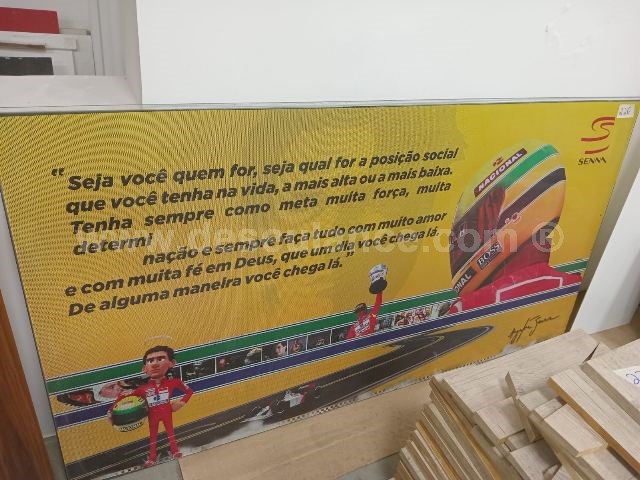 " Seja você quem for, seja qual for a posição social
que você tenha na vida, a mais alta ou a mais baixa.
Tenha sempre como meta muita força, muita
determi nação e sempre faça tudo com muito amor
e com muita fé em Deus, que um dia você chega lá.
De alguma maneira você chega lá. "
SENNA
NACIONAL
BOSS